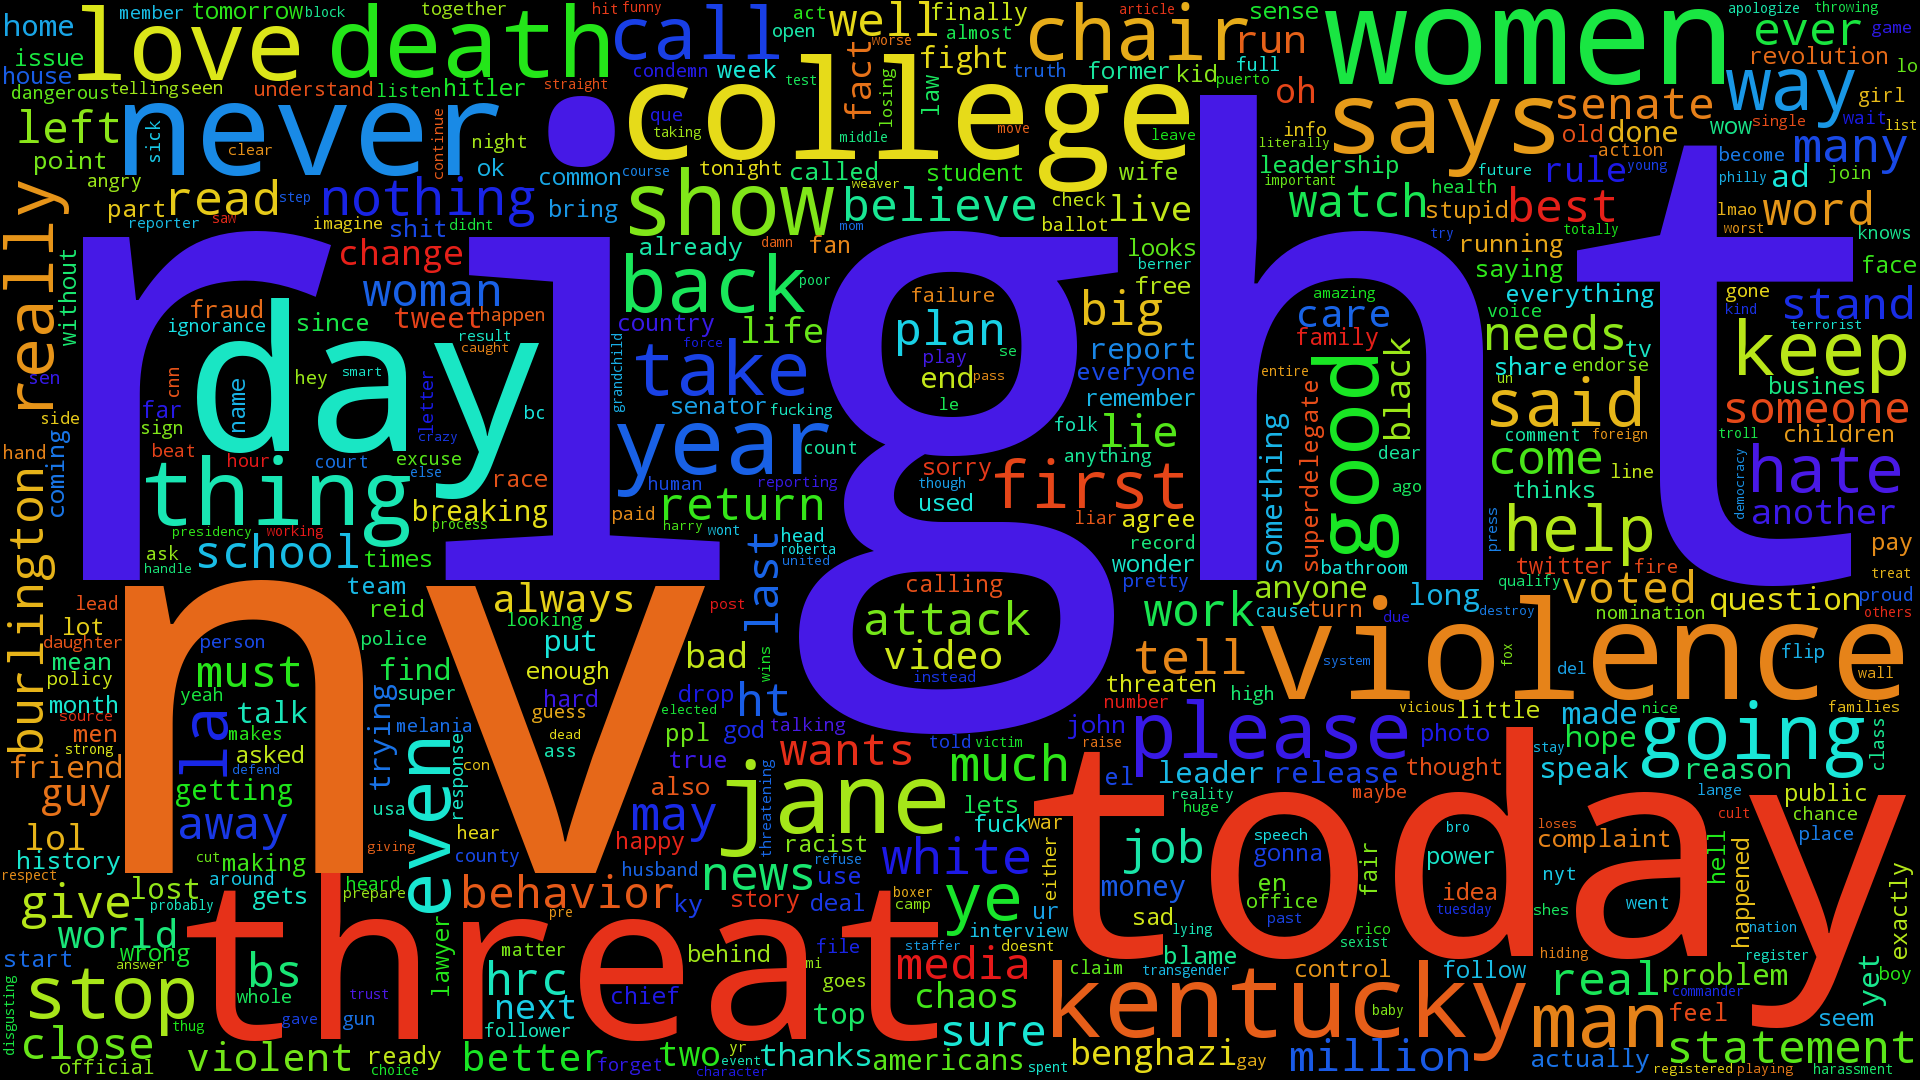 home
member
tomorrow
block
together
hit
funny
act
open
well
finally
article
sense
women
apologize
throwing
issue
love
death
call
almost
chair
run
ever
game
house
worse
fight
full
revolution
lo
dangerous
telling
seen
understand
listen
hitler
straight
condemn
week
test
fact
losing
law
truth
former
kid
puerto
oh
way
girl
left
never
college
says
senate
wait
list
sick
clear
continue
night
que
taking
middle
move
leave
info
literally
old
done
wow
single
many
point
ok
tonight
called
student
wife
leadership
action
become
angry
nothing
common
course
weaver
important
future
rule
young
philly
ad
join
part
read
step
bring
show
believe
check
live
watch
health
stupid
best
lmao
word
reporter
saw
imagine
shit
didnt
mom
ballot
totally
worst
knows
really
without
right
change
already
damn
fan
looks
try
running
face
woman
back
poor
berner
free
saying
fraud
ignorance
since
tweet
happen
failure
amazing
everything
gone
stand
day
result
country
life
plan
big
care
voice
kind
cnn
hey
smart
caught
force
play
se
report
family
needs
tv
terrorist
keep
sen
name
grandchild
take
end
pass
everyone
entire
good
black
share
endorse
un
busines
side
far
sign
cletter
bc
senator
fucking
le
remember
superdelegate
said
someone
hand
coming
beat
crazy
year
count
folk
lie
something
dear
comment
foreign
troll
children
burlington
thing
hour
court
excuse
else
race
human
reporting
sorry
though
first
anything
ago
come
line
democracy
hate
presidency
working
breaking
process
paid
return
harry
wont
used
liar
agree
press
thinks
another
ask
handle
school
times
last
head
roberta
united
record
wonder
bathroom
help
pay
lead
team
nv
always
post
calling
pretty
anyone
twitter
fire
qualify
treat
lot
reid
looking
attack
work
cause
turn
long
destroy
voted
nomination
question
proud
others
daughter
person
police
put
video
due
violence
mean
policy
must
find
enough
bad
wins
instead
tell
system
fox
del
flip
wall
month
yeah
super
hard
drop
ht
threaten
number
high
vicious
little
made
nice
families
source
men
la
talk
makes
trying
melania
guess
elected
ppl
god
talking
told
victim
john
please
photo
hope
going
class
strong
friend
asked
defend
even
response
dead
ass
con
true
wants
much
raise
today
stay
speak
reason
guy
getting
usa
also
threatening
jane
el
leader
release
maybe
thought
lange
public
lol
away
hear
may
lets
reality
huge
bro
loses
cult
chance
history
cut
making
giving
county
happy
racist
fuck
war
job
speech
gonna
fair
power
complaint
hell
place
respect
around
heard
husband
news
refuse
white
either
money
en
idea
nyt
happened
exactly
give
lost
probably
gets
prepare
behavior
pre
ky
story
use
deal
boxer
camp
ye
ur
office
past
tuesday
shes
went
world
wrong
threat
lawyer
matter
behind
file
staffer
interview
doesnt
sad
lying
rico
sexist
hiding
nation
register
start
answer
bs
hrc
mi
media
claim
blame
transgender
control
follow
real
problem
yet
boy
disgusting
stop
whole
trust
next
chief
goes
chaos
kentucky
baby
commander
thug
gave
gun
follower
top
sure
man
feel
seem
close
official
violent
ready
choice
better
forget
two
yr
event
character
thanks
americans
spent
benghazi
gay
million
actually
statement
registered
playing
harassment